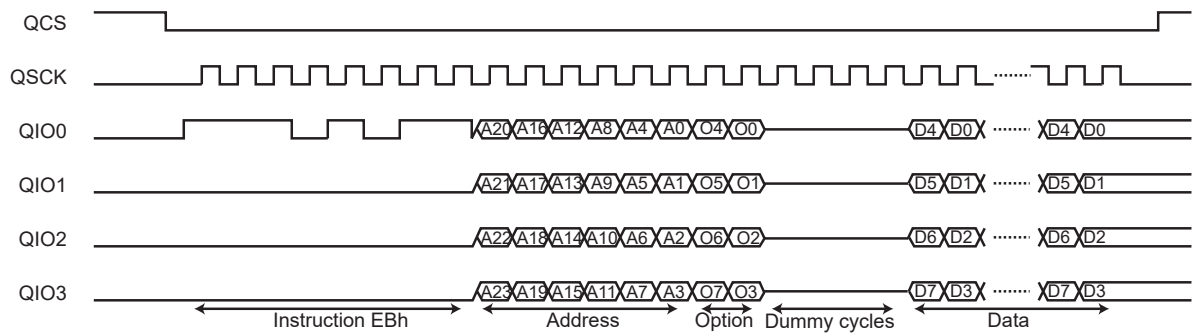 QCS
QSCK
QIO0 A20 A16 A12 A8 A4 A0 O4 O0 D4 D0 D4 D0
QIO1 A21 A17 A13 A9 A5 A1 O5 O1 D5 D1 D5 D1
QIO2 A22 A18 A14 A10 A6 A2 O6 O2 D6 D2 D6 D2
QIO3 A23 A19 A15 A11 A7 A3 O7 O3 D7 D3 D7 D3
Instruction EBh Address Option Dummy cycles Data